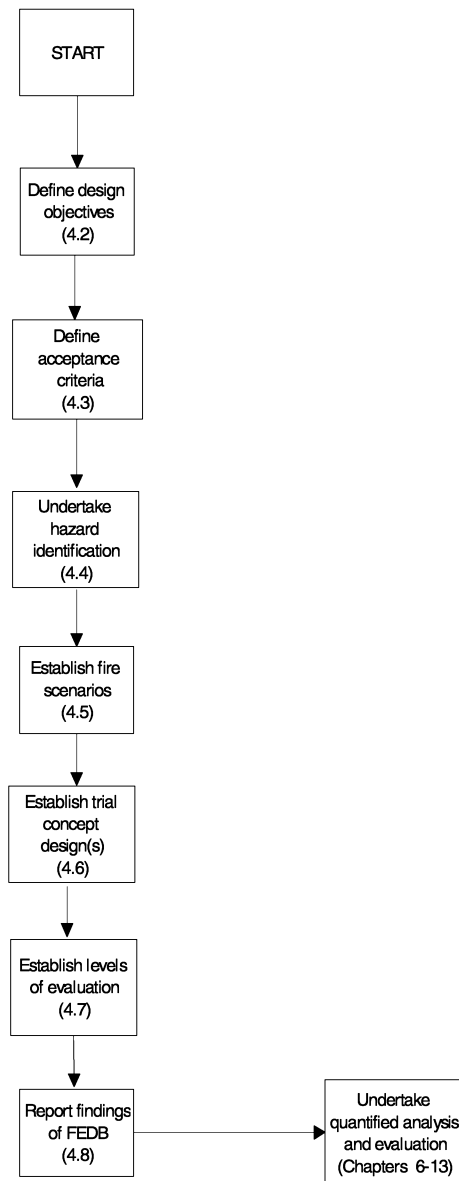 START
Define design
objectives
(4.2)
Define
acceptance
criteria
(4.3)
Undertake
hazard
identification
(4.4)
Establish fire
scenarios
(4.5)
Establish trial
concept
design(s)
(4.6)
Establish levels
of evaluation
(4.7)
Report findings
of FEDB
(4.8)
Undertake
quantified analysis
and evaluation
(Chapters 6-13)